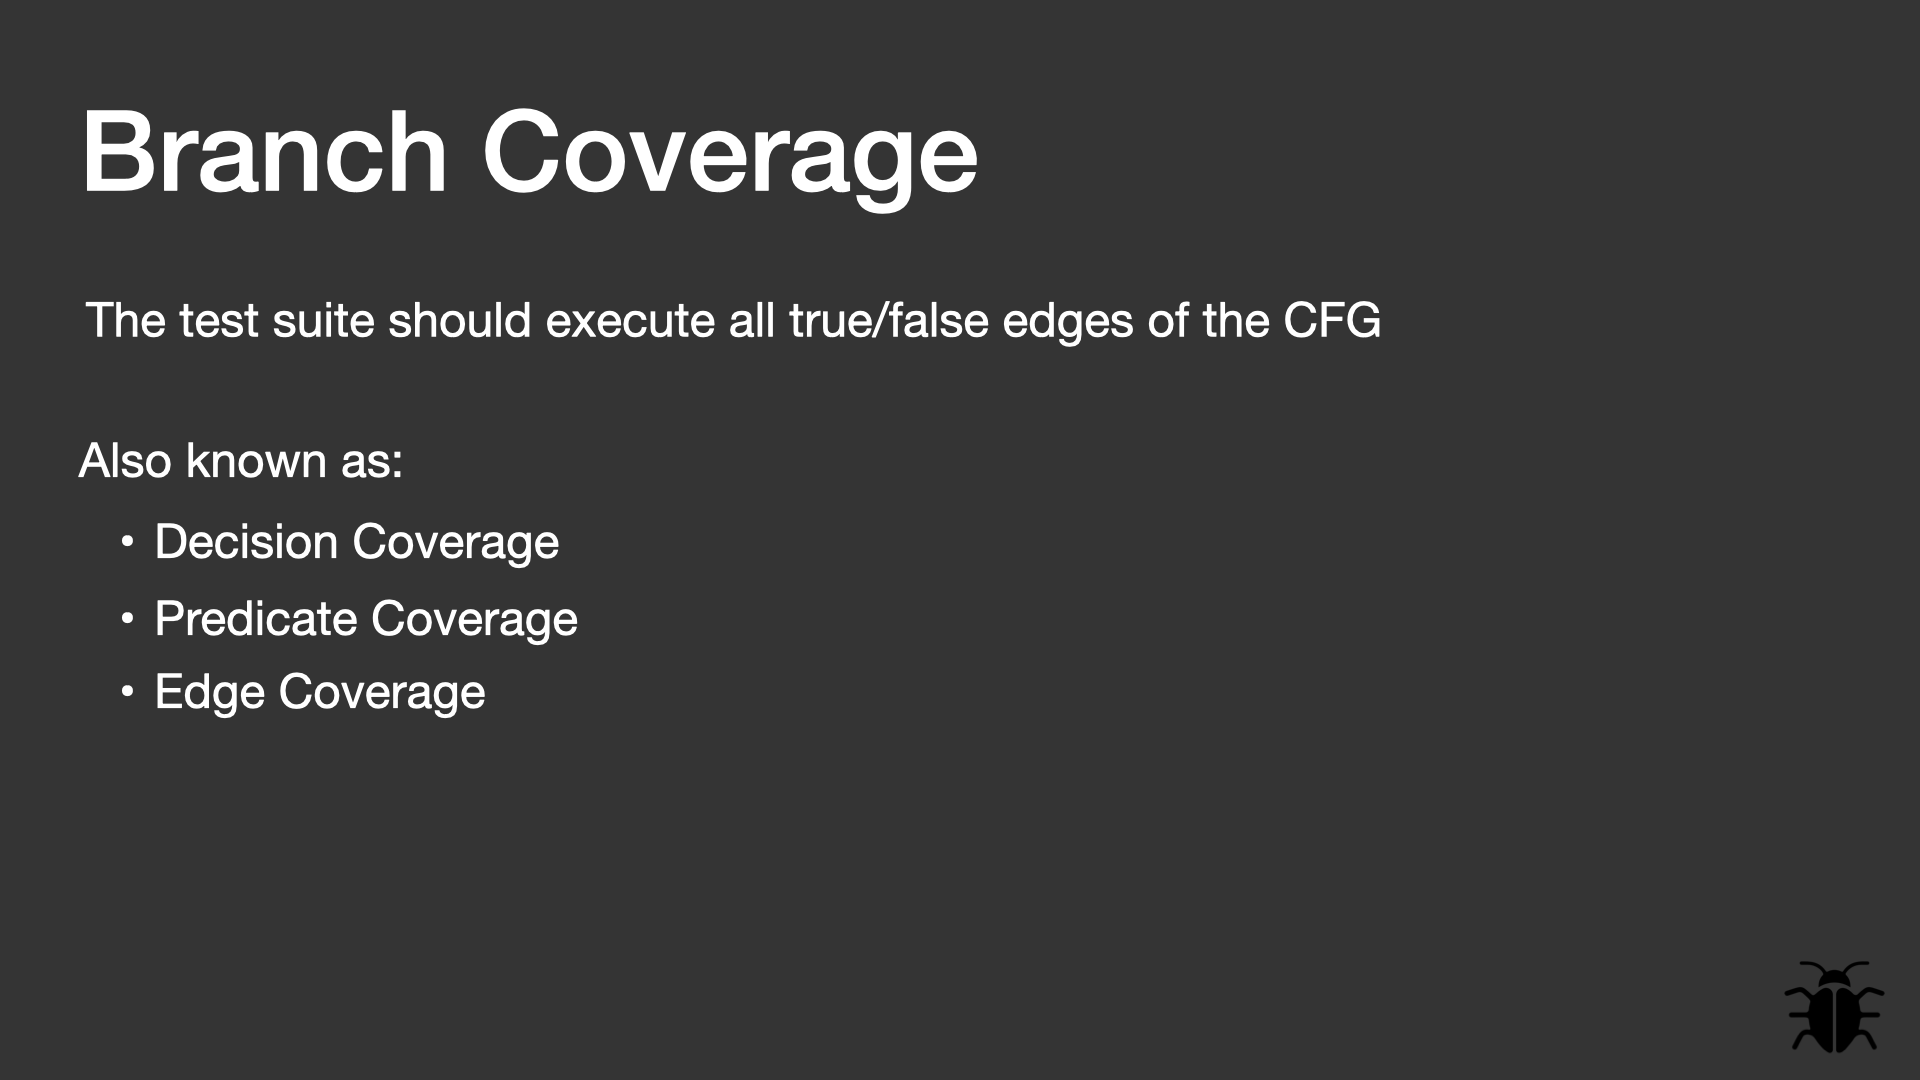 Branch Coverage
The test suite should execute all true/false edges of the CFG
Also known as:
• Decision Coverage
• Predicate Coverage
• Edge Coverage